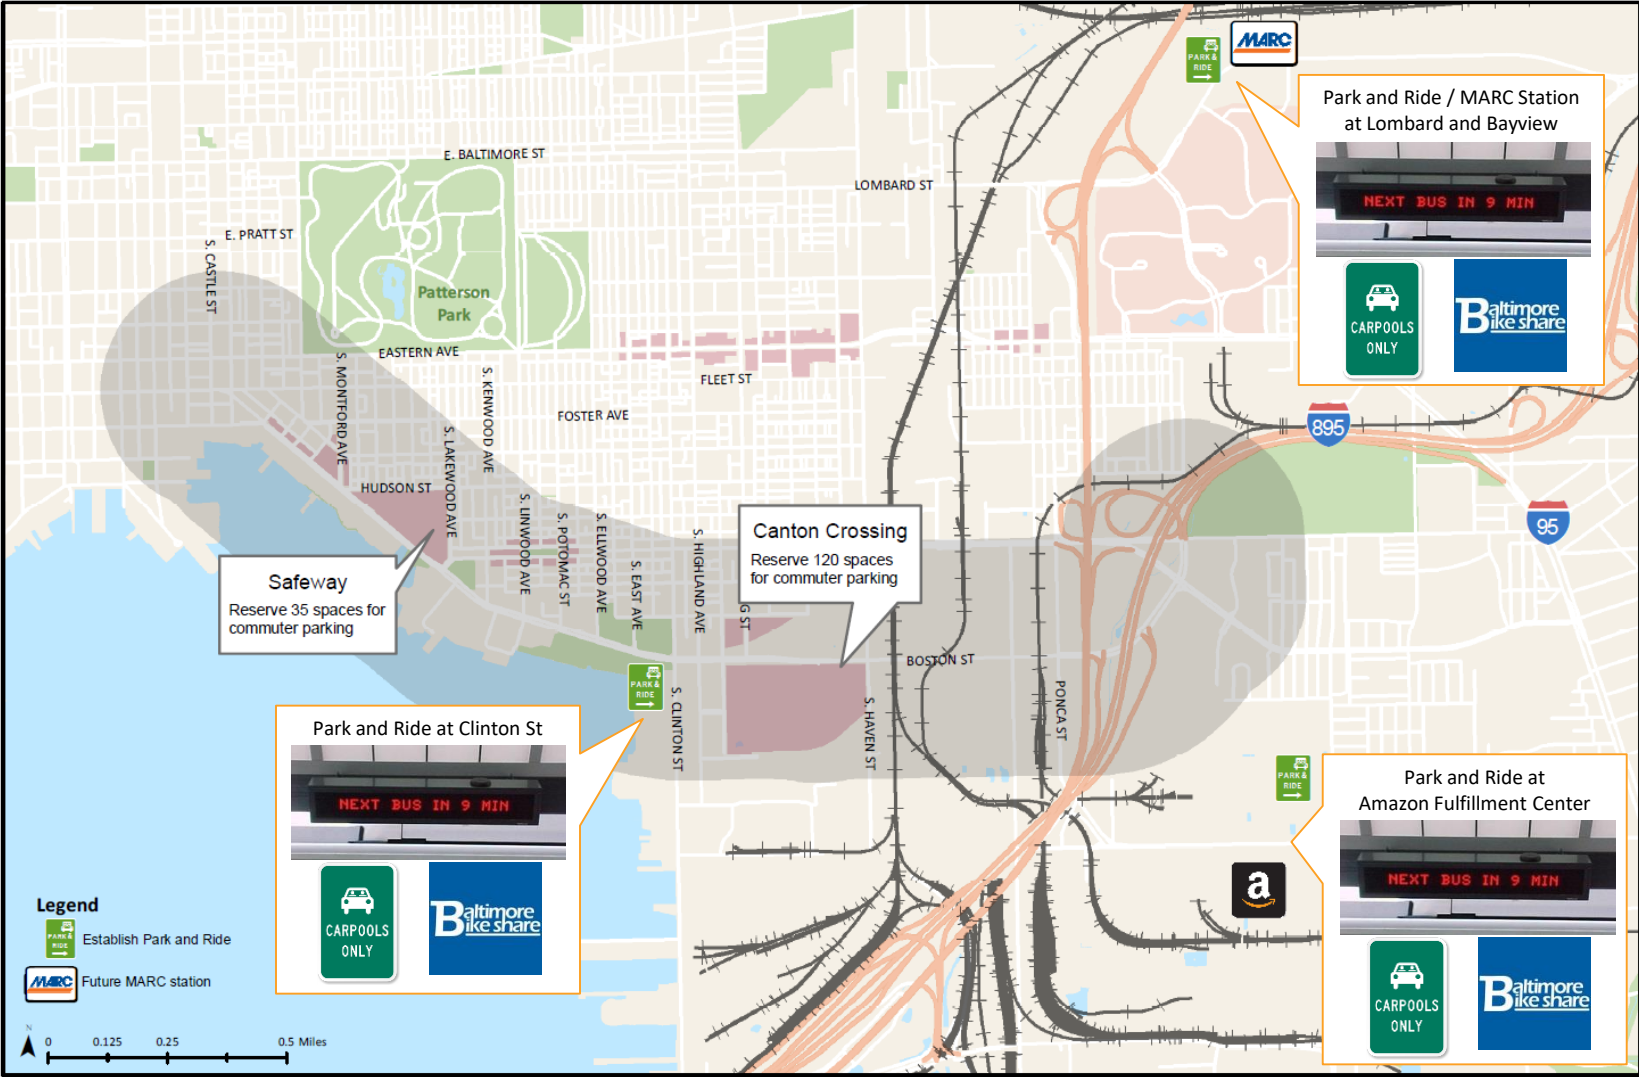 PARK &
RIDE
MARC
Park and Ride / MARC Station
at Lombard and Bayview
NEXT BUS IN 9 MIN
CARPOOLS
ONLY
Baltimore
Bike share
E. BALTIMORE ST
LOMBARD ST
E. PRATT ST
S. CASTLE ST
Patterson
Park
EASTERN AVE
S. MONTFORD AVE
S. KENWOOD AVE
FLEET ST
FOSTER AVE
895
S. LAKEWOOD AVE
HUDSON ST
S. LINWOOD AVE
S. POTOMAC ST
S. ELLWOOD AVE
S. EAST AVE
S. HIGHLAND AVE
G ST
95
Canton Crossing
Reserve 120 spaces
for commuter parking
Safeway
Reserve 35 spaces for
commuter parking
BOSTON ST
PARK &
RIDE
S. CLINTON ST
S. HAVEN ST
PONCA ST
Park and Ride at Clinton St
NEXT BUS IN 9 MIN
CARPOOLS
ONLY
Baltimore
Bike share
PARK &
RIDE
Park and Ride at
Amazon Fulfillment Center
NEXT BUS IN 9 MIN
CARPOOLS
ONLY
Baltimore
Bike share
a
Legend
PARK &
RIDE
Establish Park and Ride
MARC
Future MARC station
N
0 0.125 0.25 0.5 Miles